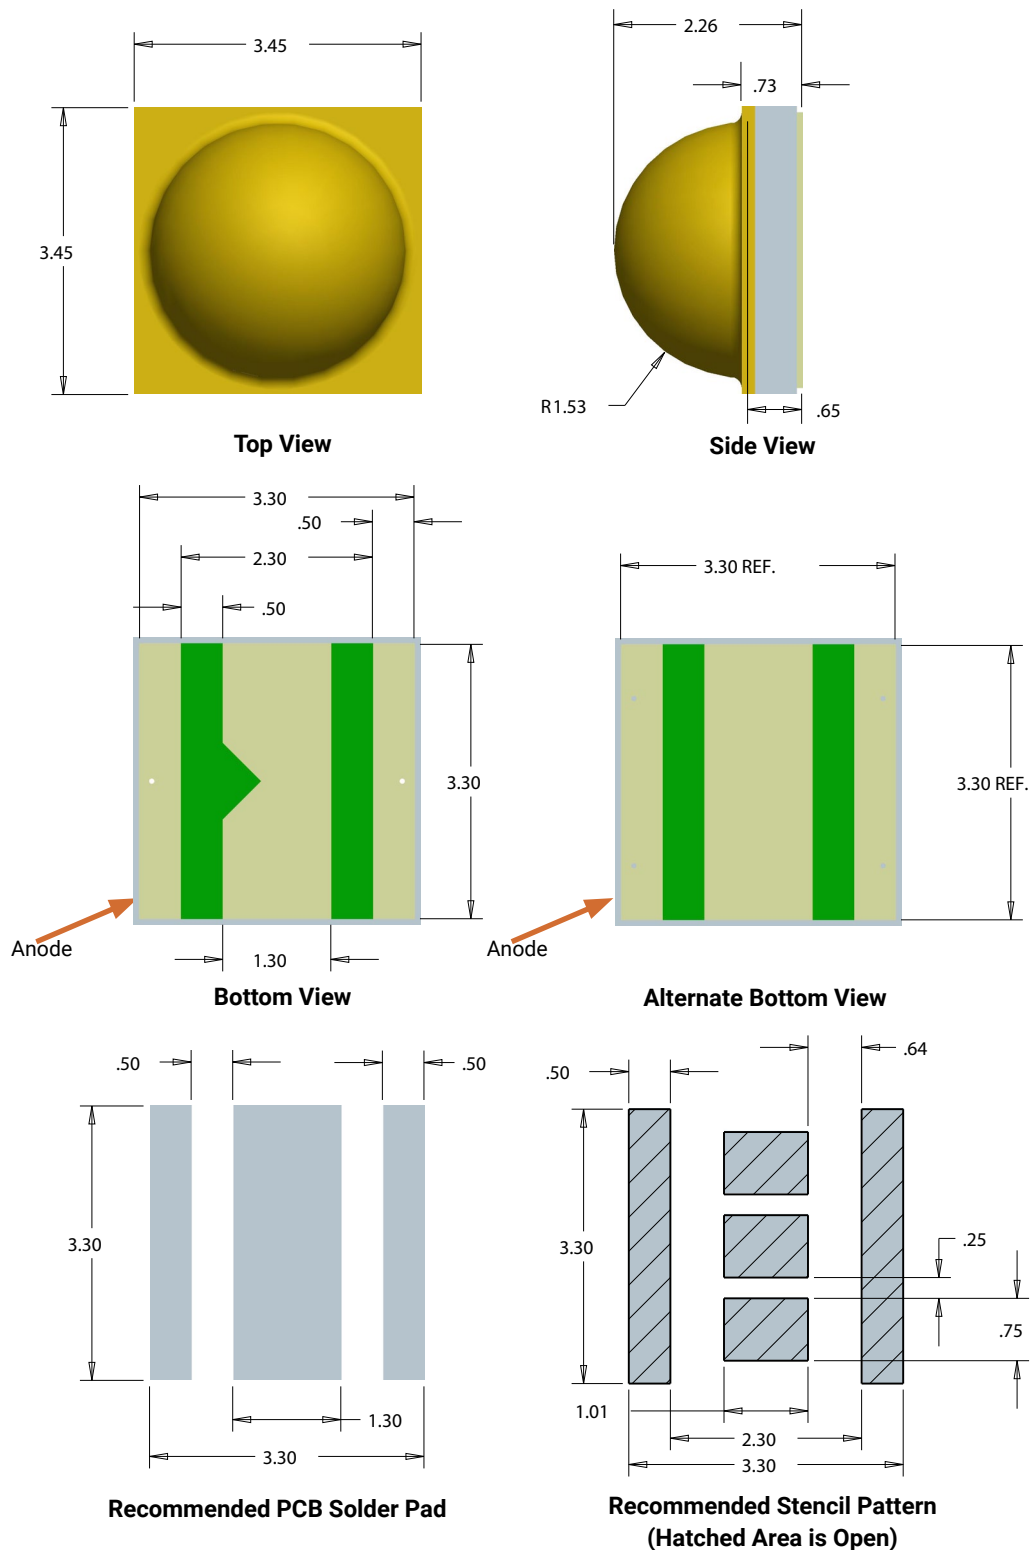 3.45
3.45
Top View
2.26
.73
R1.53
.65
Side View
3.30
.50
2.30
.50
3.30
Anode
1.30
Bottom View
3.30 REF.
3.30 REF.
Anode
Alternate Bottom View
.50
.50
3.30
1.30
3.30
Recommended PCB Solder Pad
.64
.50
3.30
.25
.75
1.01
2.30
3.30
Recommended Stencil Pattern
(Hatched Area is Open)